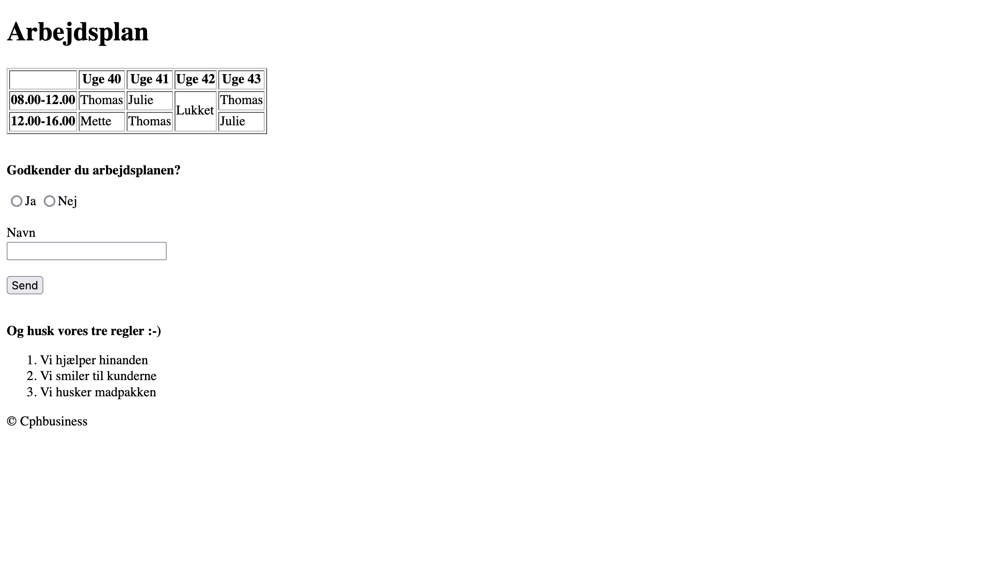 Arbejdsplan
Uge 40 Uge 41 Uge 42 Uge 43
08.00-12.00 Thomas Julie Lukket Thomas
12.00-16.00 Mette Thomas Julie
Godkender du arbejdsplanen?
Ja Nej
Navn
Send
Og husk vores tre regler :-)
1. Vi hjælper hinanden
2. Vi smiler til kunderne
3. Vi husker madpakken
© Cphbusiness